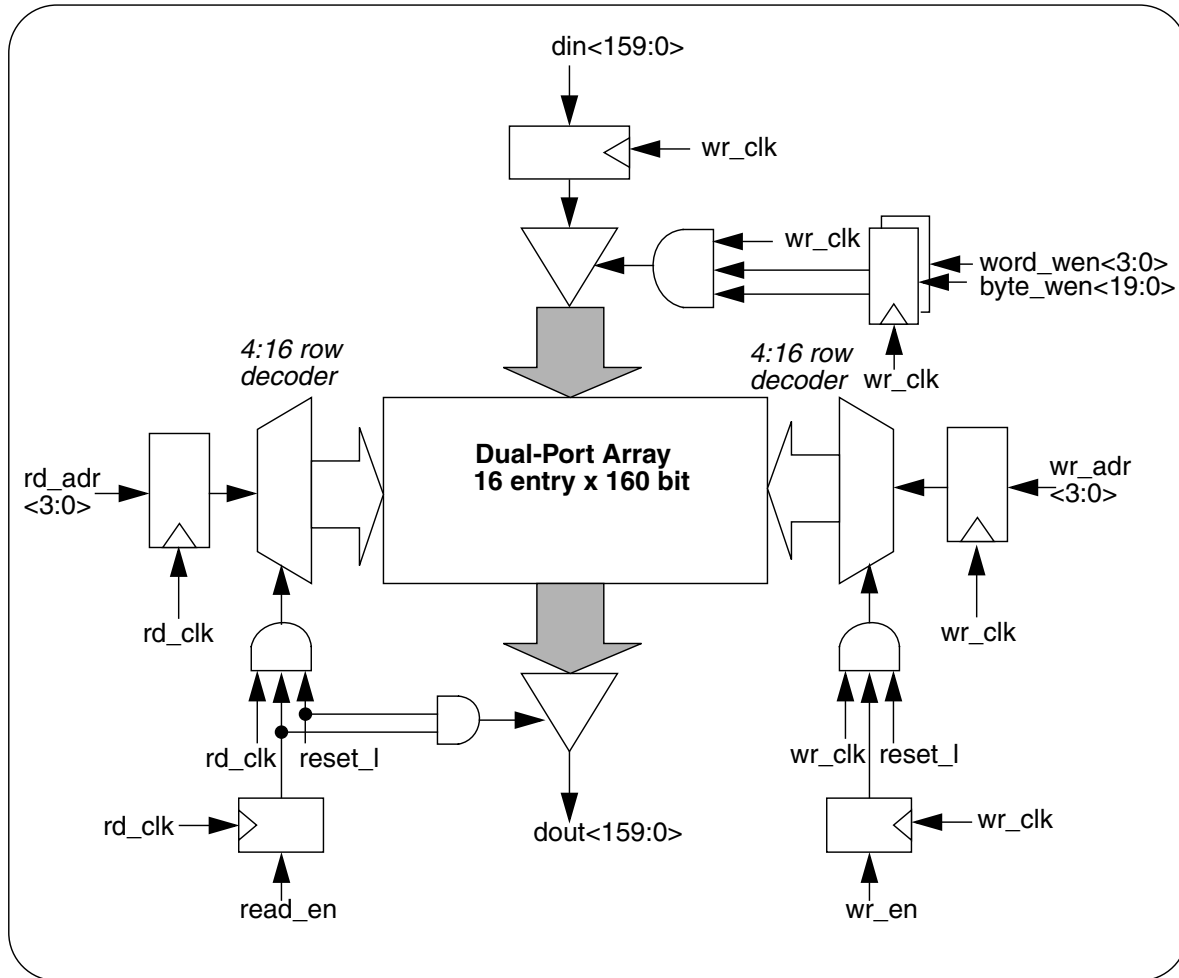 din<159:0>
wr_clk
wr_clk
word_wen<3:0>
byte_wen<19:0>
wr_clk
4:16 row
decoder
4:16 row
decoder
Dual-Port Array
16 entry x 160 bit
rd_adr
<3:0>
wr_adr
<3:0>
rd_clk
wr_clk
rd_clk
reset_l
wr_clk
reset_l
rd_clk
dout<159:0>
wr_clk
read_en
wr_en